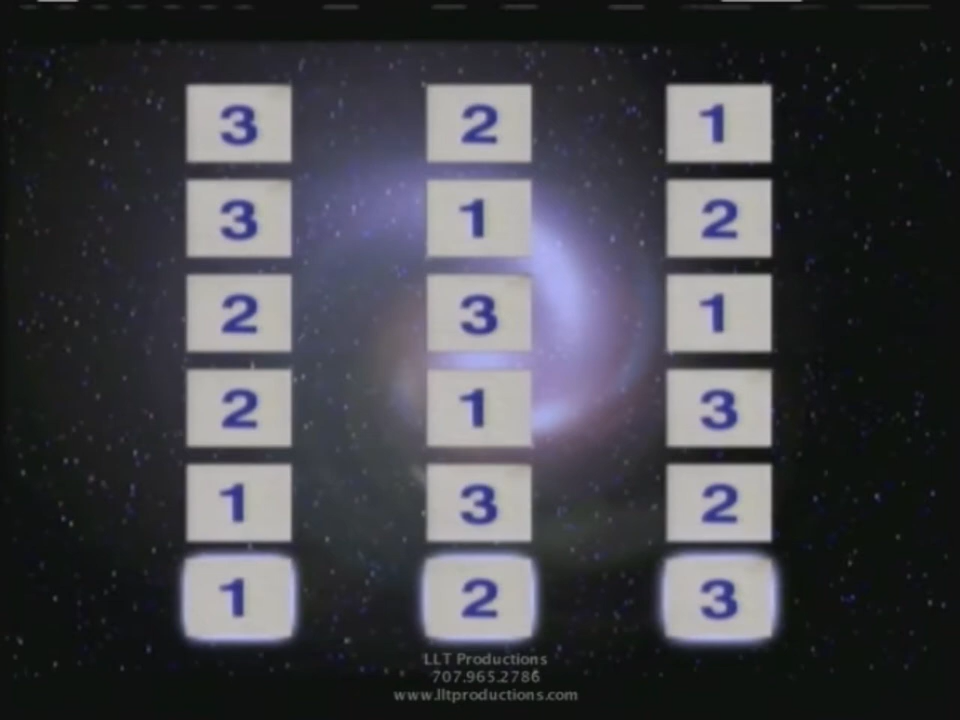 3 2 1
3 1 2
2 3 1
2 1 3
1 3 2
1 2 3
LLT Productions
707.965.2786
www.lltproductions.com